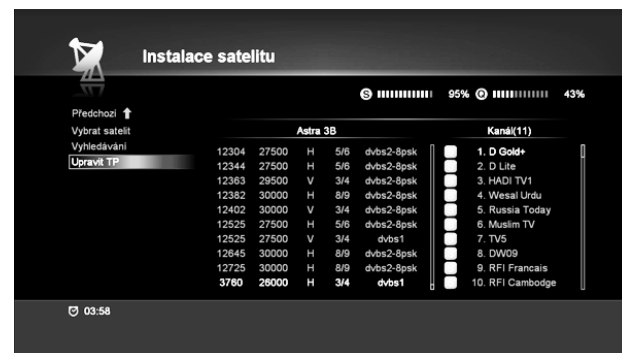 Instalace satelitu
S 95% Q 43%
Předchozí
Vybrat satelit
Vyhledávání
Upravit TP
Astra 3B
12304 27500 H 5/6 dvbs2-8psk
12344 27500 H 5/6 dvbs2-8psk
12363 29500 V 3/4 dvbs2-8psk
12382 30000 H 8/9 dvbs2-8psk
12402 30000 V 3/4 dvbs2-8psk
12525 27500 H 5/6 dvbs2-8psk
12525 27500 V 3/4 dvbs1
12645 30000 H 8/9 dvbs2-8psk
12725 30000 H 8/9 dvbs2-8psk
3760 26000 H 3/4 dvbs1
Kanál(11)
1. D Gold+
2. D Lite
3. HADI TV1
4. Wesal Urdu
5. Russia Today
6. Muslim TV
7. TV5
8. DW09
9. RFI Francais
10. RFI Cambodge
03:58